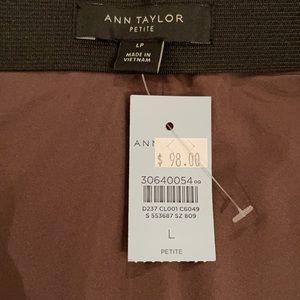 ANN TAYLOR
PETITE
LP
MADE IN
VIETNAM
ANN
$ 98.00
30640054
D237 CL001 C6049
S 553687 SZ 809
L
PETITE